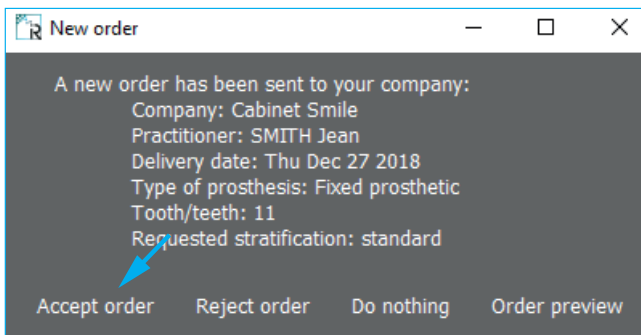 New order
A new order has been sent to your company:
Company: Cabinet Smile
Practitioner: SMITH Jean
Delivery date: Thu Dec 27 2018
Type of prosthesis: Fixed prosthetic
Tooth/teeth: 11
Requested stratification: standard
Accept order Reject order Do nothing Order preview